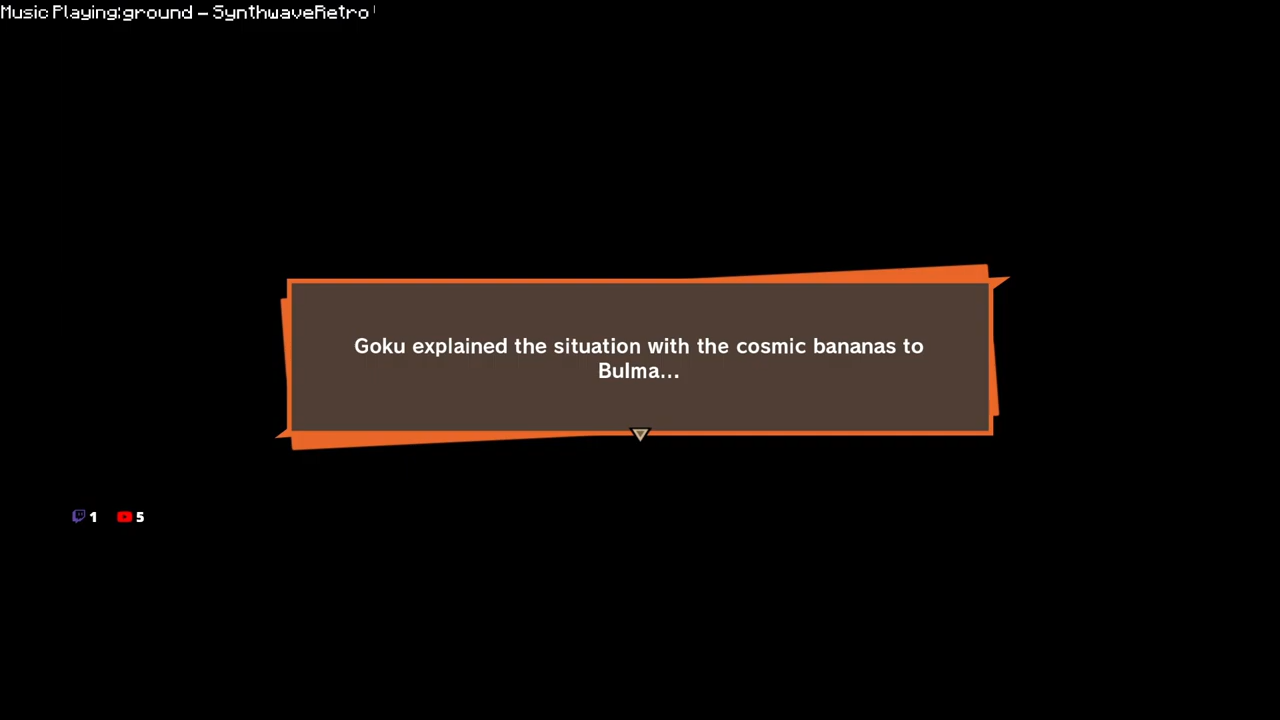 Music Playing:ground – SynthwaveRetro
Goku explained the situation with the cosmic bananas to
Bulma...
1 5